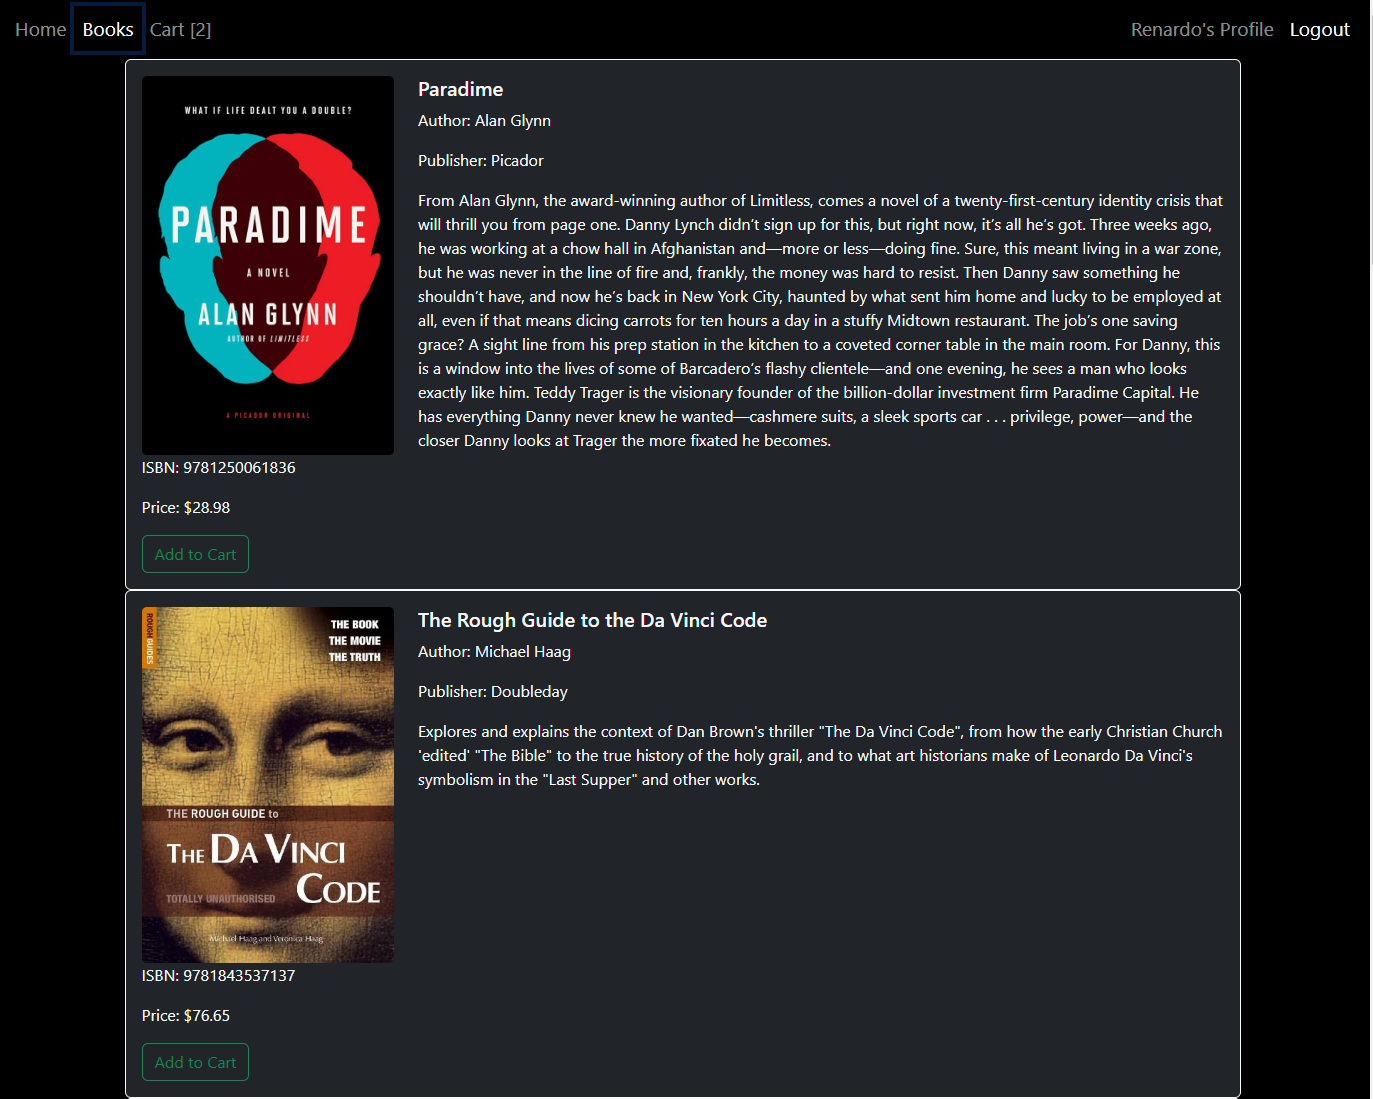 Home Books Cart [2] Renardo's Profile Logout
WHAT IF LIFE DEALT YOU A DOUBLE?
PARADIME
A NOVEL
ALAN GLYNN
AUTHOR OF LIMITLESS
A PICADOR ORIGINAL
Paradime
Author: Alan Glynn
Publisher: Picador
From Alan Glynn, the award-winning author of Limitless, comes a novel of a twenty-first-century identity crisis that
will thrill you from page one. Danny Lynch didn’t sign up for this, but right now, it’s all he’s got. Three weeks ago,
he was working at a chow hall in Afghanistan and—more or less—doing fine. Sure, this meant living in a war zone,
but he was never in the line of fire and, frankly, the money was hard to resist. Then Danny saw something he
shouldn’t have, and now he’s back in New York City, haunted by what sent him home and lucky to be employed at
all, even if that means dicing carrots for ten hours a day in a stuffy Midtown restaurant. The job’s one saving
grace? A sight line from his prep station in the kitchen to a coveted corner table in the main room. For Danny, this
is a window into the lives of some of Barcadero’s flashy clientele—and one evening, he sees a man who looks
exactly like him. Teddy Trager is the visionary founder of the billion-dollar investment firm Paradime Capital. He
has everything Danny never knew he wanted—cashmere suits, a sleek sports car . . . privilege, power—and the
closer Danny looks at Trager the more fixated he becomes.
ISBN: 9781250061836
Price: $28.98
Add to Cart
ROUGH GUIDES
THE BOOK
THE MOVIE
THE TRUTH
THE ROUGH GUIDE to
THE DA VINCI
CODE
TOTALLY UNAUTHORISED
Michael Haag and Veronica Haag
The Rough Guide to the Da Vinci Code
Author: Michael Haag
Publisher: Doubleday
Explores and explains the context of Dan Brown's thriller "The Da Vinci Code", from how the early Christian Church
'edited' "The Bible" to the true history of the holy grail, and to what art historians make of Leonardo Da Vinci's
symbolism in the "Last Supper" and other works.
ISBN: 9781843537137
Price: $76.65
Add to Cart